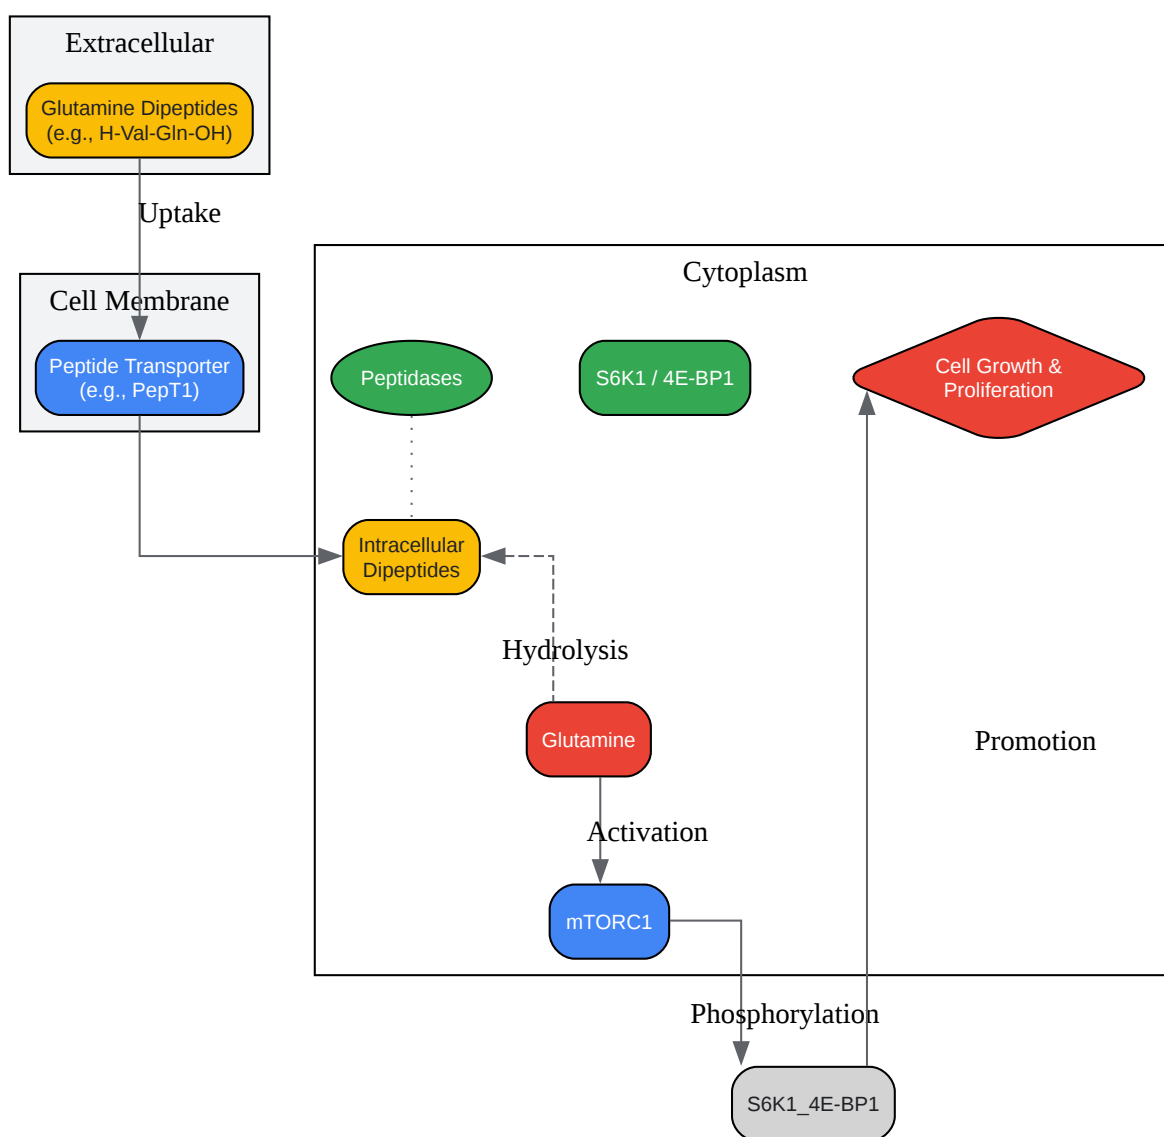 Extracellular
Glutamine Dipeptides
(e.g., H-Val-Gln-OH)
Uptake
Cell Membrane
Peptide Transporter
(e.g., PepT1)
Cytoplasm
Peptidases
S6K1 / 4E-BP1
Cell Growth &
Proliferation
Intracellular
Dipeptides
Hydrolysis
Glutamine
Promotion
Activation
mTORC1
Phosphorylation
S6K1_4E-BP1